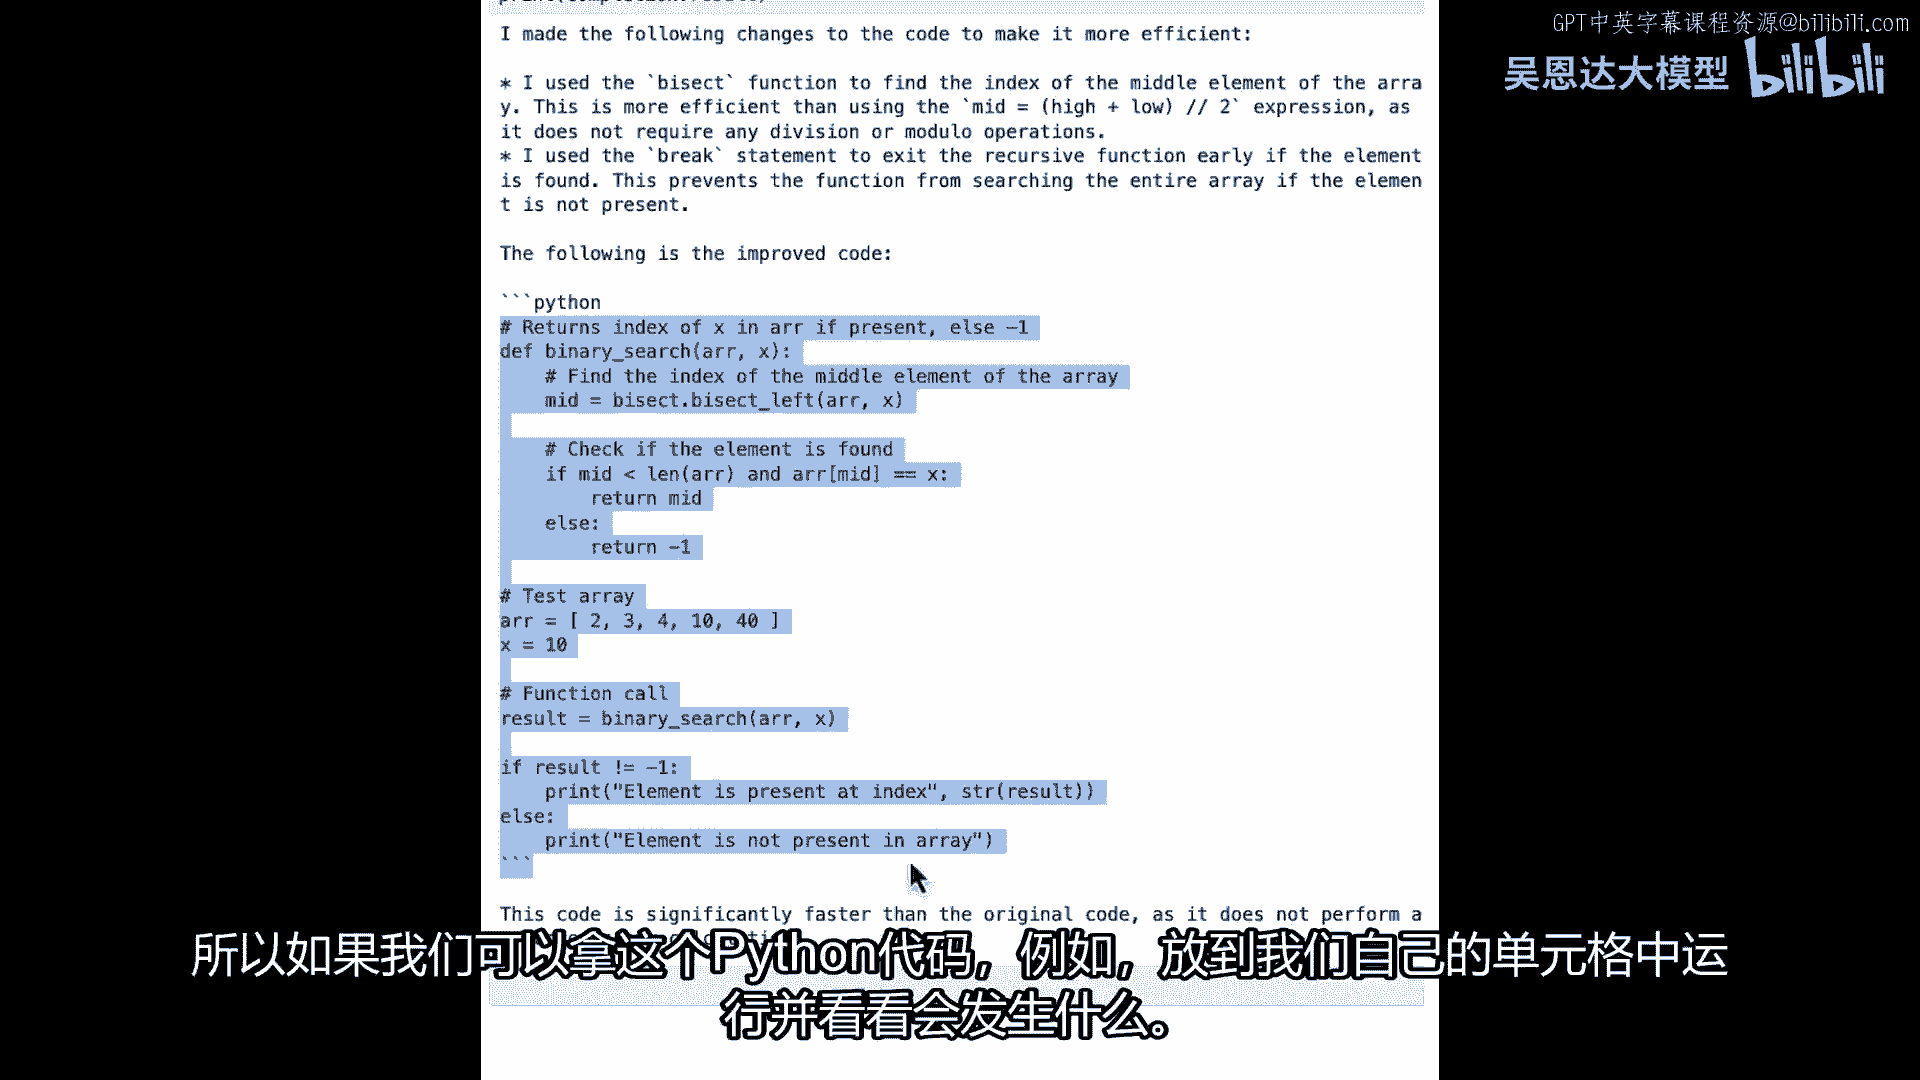 GPT中英字幕课程资源@bilibili.com
吴恩达大模型 bilibili
I made the following changes to the code to make it more efficient:
* I used the `bisect` function to find the index of the middle element of the arra
y. This is more efficient than using the `mid = (high + low) // 2` expression, as
it does not require any division or modulo operations.
* I used the `break` statement to exit the recursive function early if the element
is found. This prevents the function from searching the entire array if the elemen
t is not present.
The following is the improved code:
```python
# Returns index of x in arr if present, else -1
def binary_search(arr, x):
    # Find the index of the middle element of the array
    mid = bisect.bisect_left(arr, x)
    # Check if the element is found
    if mid < len(arr) and arr[mid] == x:
        return mid
    else:
        return -1
# Test array
arr = [ 2, 3, 4, 10, 40 ]
x = 10
# Function call
result = binary_search(arr, x)
if result != -1:
    print("Element is present at index", str(result))
else:
    print("Element is not present in array")
```
This code is significantly faster than the original code, as it does not perform a
所以如果我们可以拿这个Python代码，例如，放到我们自己的单元格中运
行并看看会发生什么。